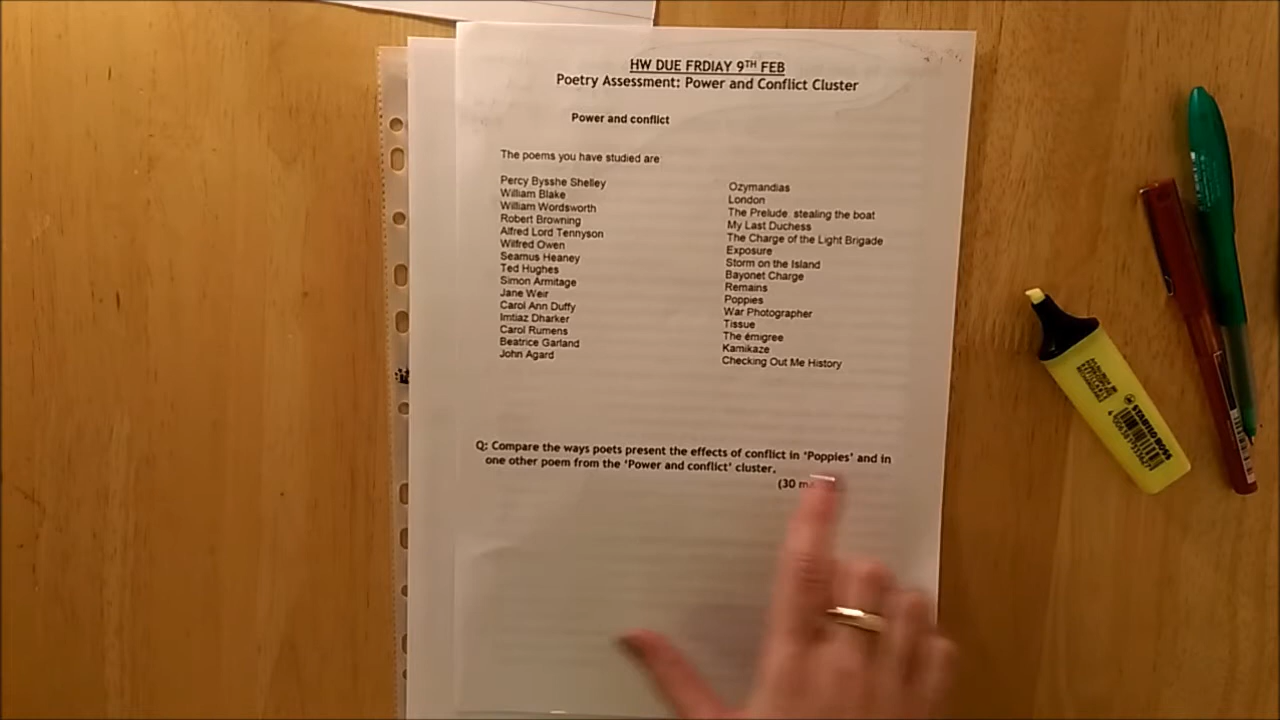 HW DUE FRDIAY 9TH FEB
Poetry Assessment: Power and Conflict Cluster
Power and conflict
The poems you have studied are
Percy Bysshe Shelley Ozymandias
William Blake London
William Wordsworth The Prelude stealing the boat
Robert Browning My Last Duchess
Alfred Lord Tennyson The Charge of the Light Brigade
Wilfred Owen Exposure
Seamus Heaney Storm on the Island
Ted Hughes Bayonet Charge
Simon Armitage Remains
Jane Weir Poppies
Carol Ann Duffy War Photographer
Imtiaz Dharker Tissue
Carol Rumens The émigree
Beatrice Garland Kamikaze
John Agard Checking Out Me History
Q: Compare the ways poets present the effects of conflict in 'Poppies' and in
one other poem from the 'Power and conflict' cluster.
(30
STABILO BOSS